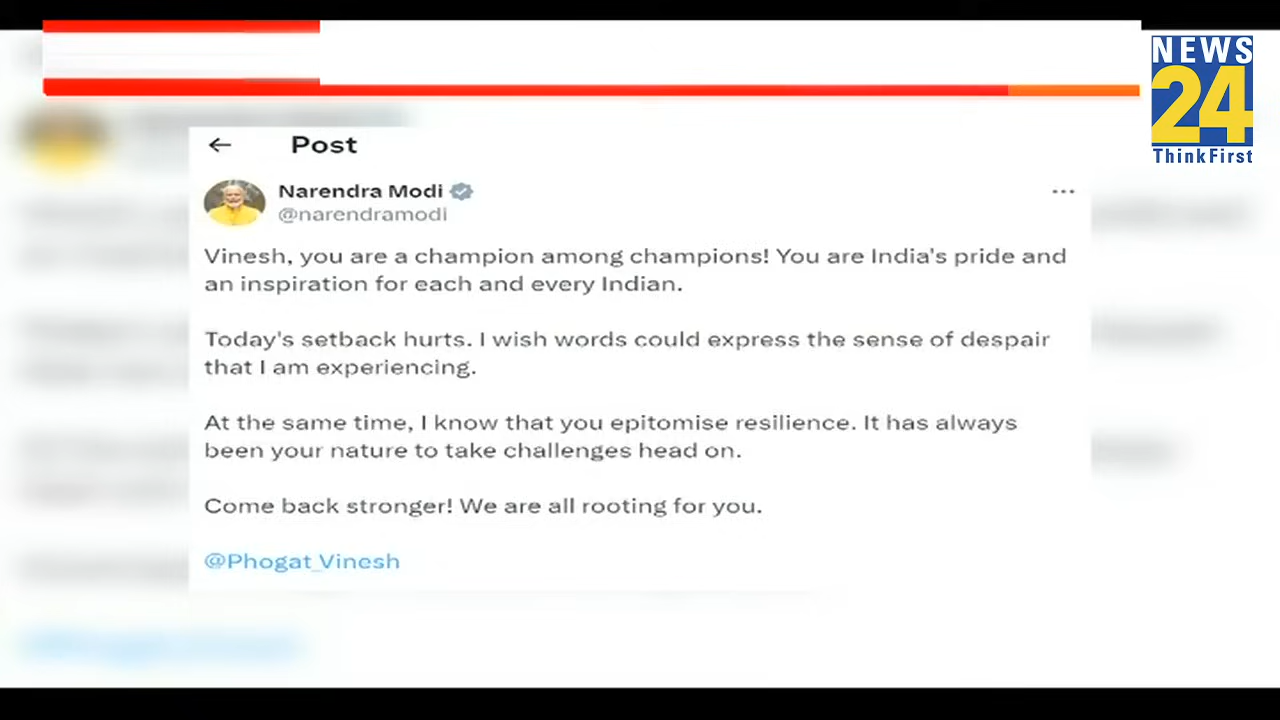 NEWS
24
ThinkFirst
Post
Narendra Modi
@narendramodi
Vinesh, you are a champion among champions! You are India's pride and
an inspiration for each and every Indian.
Today's setback hurts. I wish words could express the sense of despair
that I am experiencing.
At the same time, I know that you epitomise resilience. It has always
been your nature to take challenges head on.
Come back stronger! We are all rooting for you.
@Phogat_Vinesh